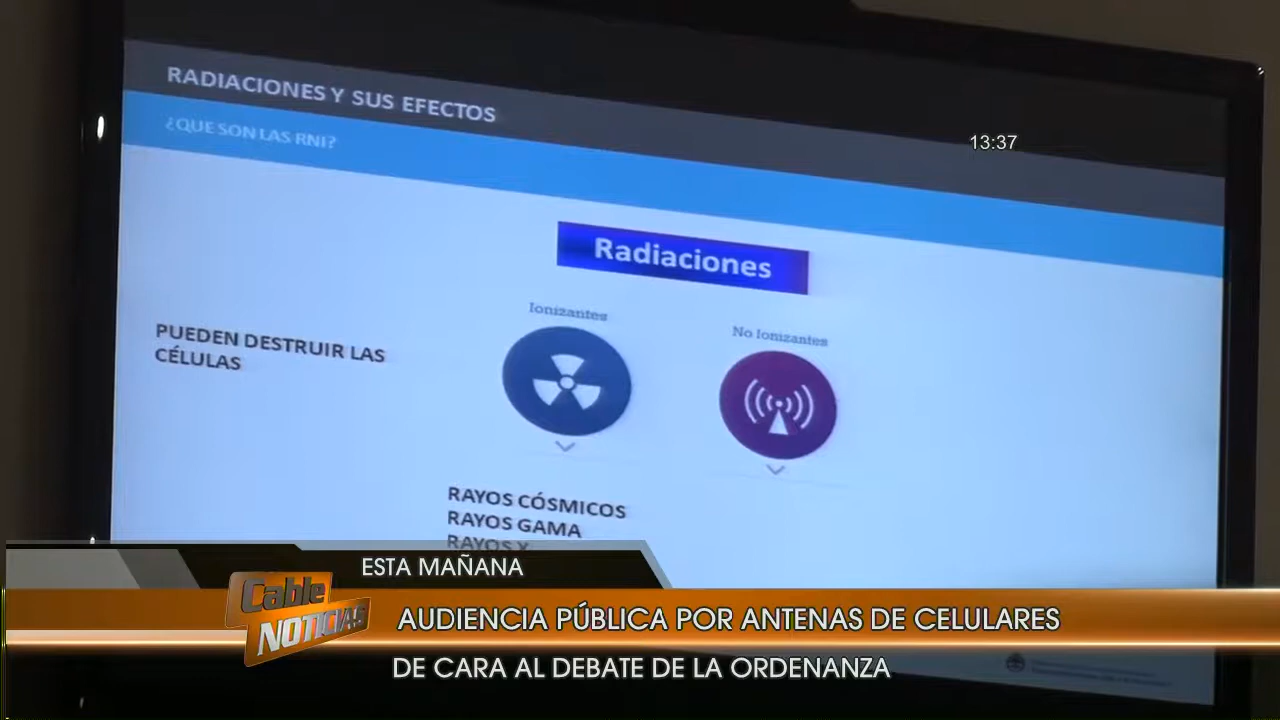 RADIACIONES Y SUS EFECTOS
¿QUE SON LAS RNI?
13:37
Radiaciones
Ionizantes
No Ionizantes
PUEDEN DESTRUIR LAS
CÉLULAS
RAYOS CÓSMICOS
RAYOS GAMA
RAYOS X
ESTA MAÑANA
Cable
NOTICIAS
AUDIENCIA PÚBLICA POR ANTENAS DE CELULARES
DE CARA AL DEBATE DE LA ORDENANZA